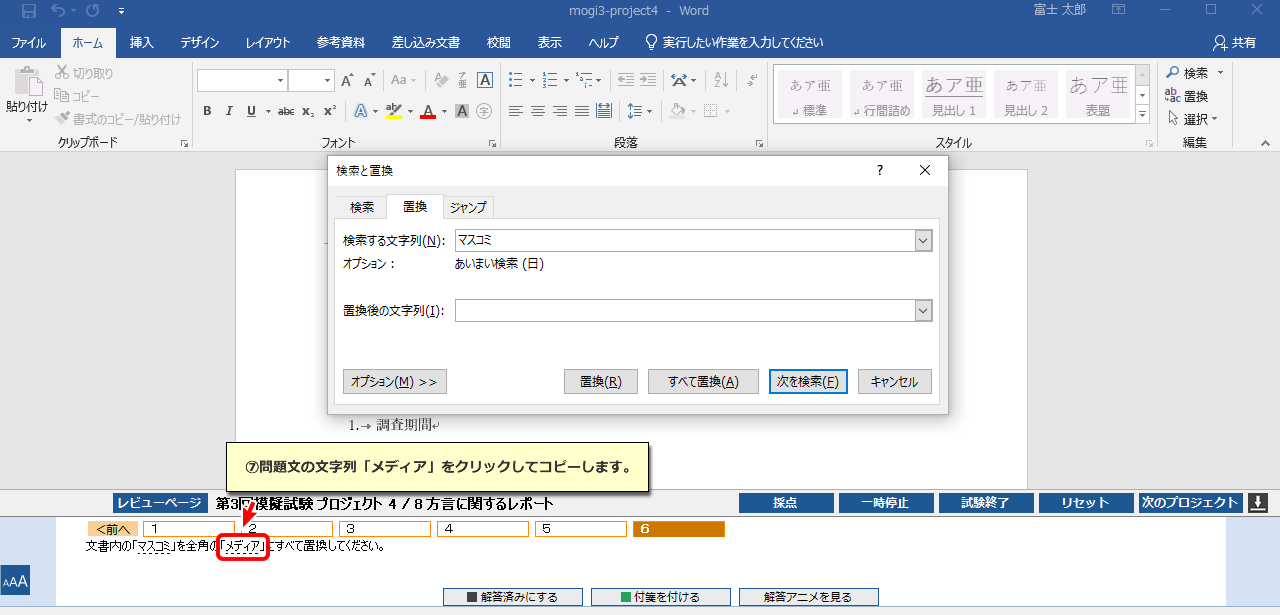 mogi3-project4 - Word
富士 太郎
ファイル ホーム 挿入 デザイン レイアウト 参考資料 差し込み文書 校閲 表示 ヘルプ 実行したい作業を入力してください 共有
貼り付け
切り取り
コピー
書式のコピー/貼り付け
クリップボード
Aa
A
B I U abc x₂ x² A aby A A 字
フォント
段落
あア亜 あア亜 あア亜 あア亜 あア亜
↲ 標準 ↲ 行間詰め 見出し 1 見出し 2 表題
スタイル
検索
置換
選択
編集
検索と置換 ?
検索 置換 ジャンプ
検索する文字列(N): マスコミ
オプション: あいまい検索 (日)
置換後の文字列(I):
オプション(M) >> 置換(R) すべて置換(A) 次を検索(F) キャンセル
1.→ 調査期間↵
⑦問題文の文字列「メディア」をクリックしてコピーします。
レビューページ 第3回模擬試験 プロジェクト 4 / 8 方言に関するレポート 採点 一時停止 試験終了 リセット 次のプロジェクト
<前へ 1 2 3 4 5 6
文書内の「マスコミ」を全角の「メディア」にすべて置換してください。
AAA
解答済みにする 付箋を付ける 解答アニメを見る